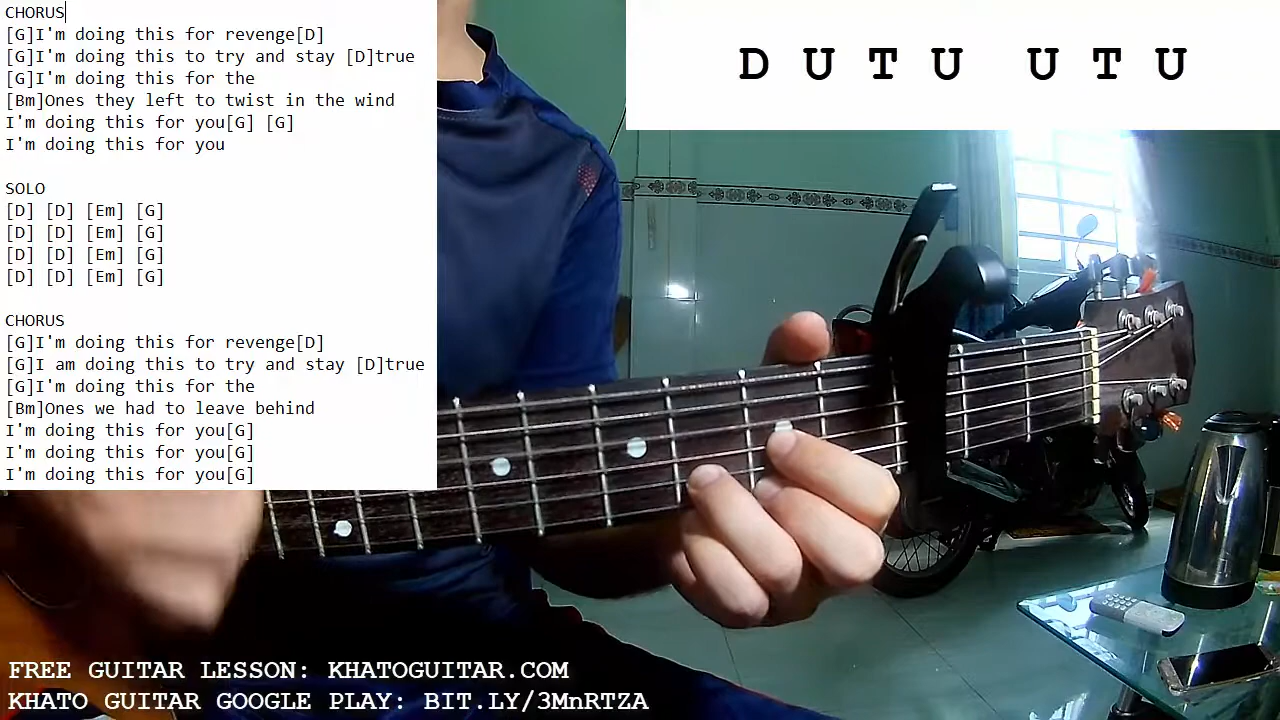 CHORUS
[G]I'm doing this for revenge[D]
[G]I'm doing this to try and stay [D]true
[G]I'm doing this for the
[Bm]Ones they left to twist in the wind
I'm doing this for you[G] [G]
I'm doing this for you
SOLO
[D] [D] [Em] [G]
[D] [D] [Em] [G]
[D] [D] [Em] [G]
[D] [D] [Em] [G]
CHORUS
[G]I'm doing this for revenge[D]
[G]I am doing this to try and stay [D]true
[G]I'm doing this for the
[Bm]Ones we had to leave behind
I'm doing this for you[G]
I'm doing this for you[G]
I'm doing this for you[G]
D U T U U T U
FREE GUITAR LESSON: KHATOGUITAR.COM
KHATO GUITAR GOOGLE PLAY: BIT.LY/3MnRTZA